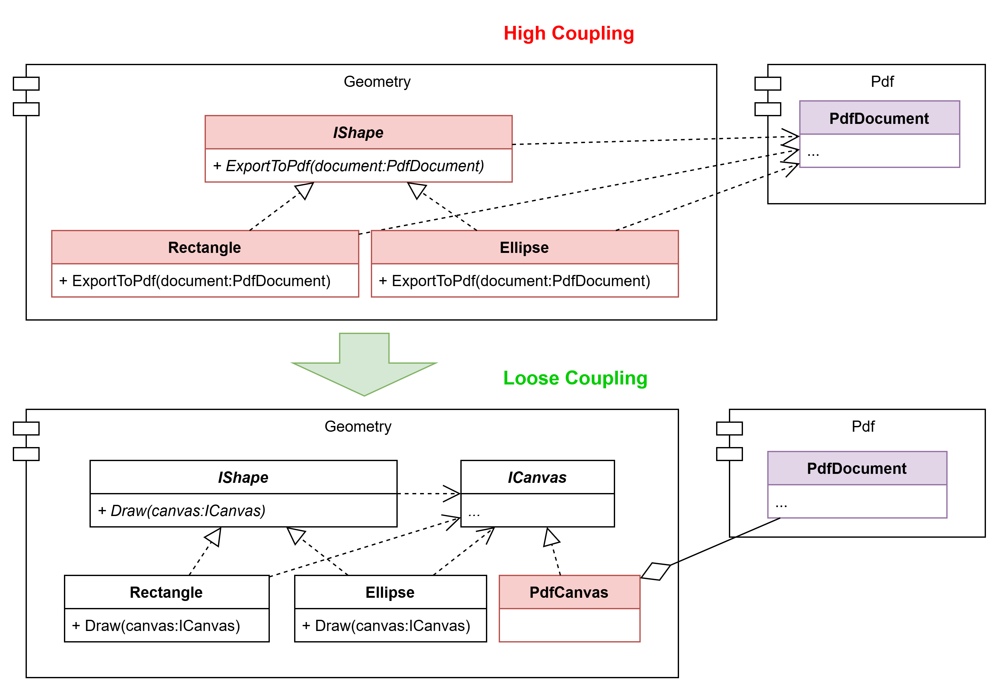 High Coupling
Geometry
Pdf
IShape
+ ExportToPdf(document:PdfDocument)
PdfDocument
...
Rectangle
+ ExportToPdf(document:PdfDocument)
Ellipse
+ ExportToPdf(document:PdfDocument)
Loose Coupling
Geometry
Pdf
IShape
+ Draw(canvas:ICanvas)
ICanvas
...
PdfDocument
...
Rectangle
+ Draw(canvas:ICanvas)
Ellipse
+ Draw(canvas:ICanvas)
PdfCanvas